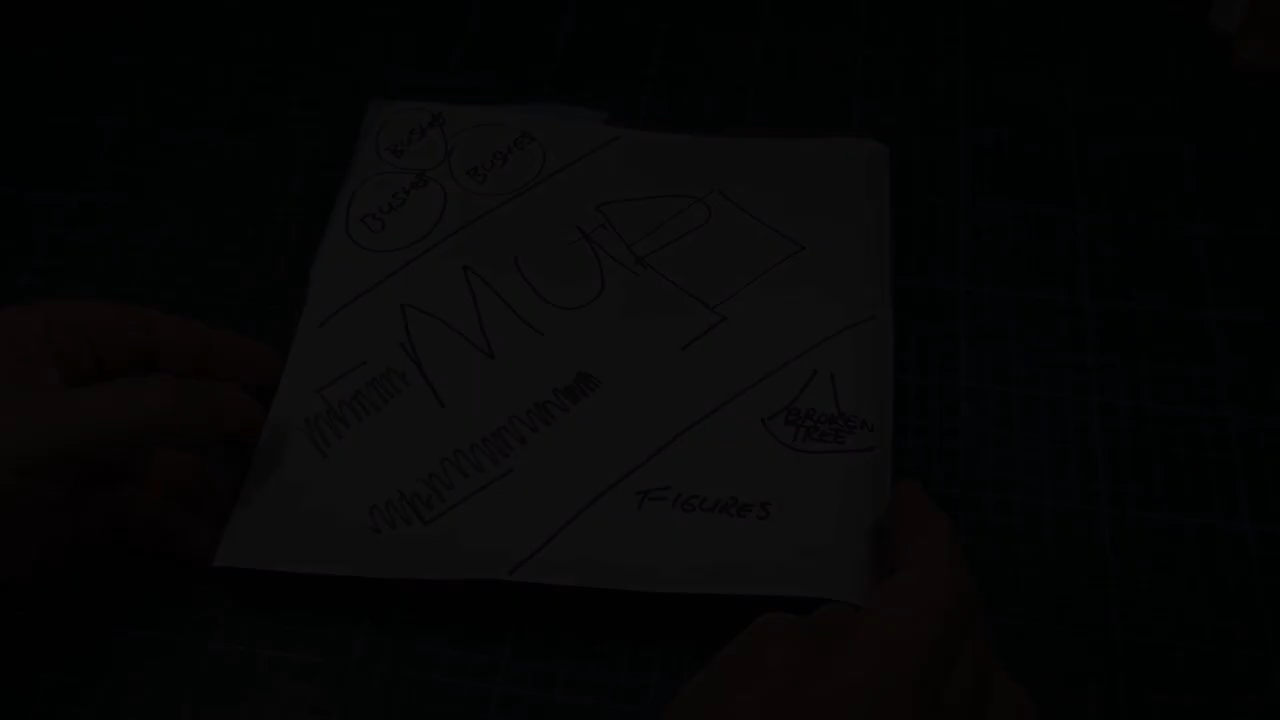 BUSHES
BUSHES
BUSHES
MUD
BROKEN
TREE
FIGURES